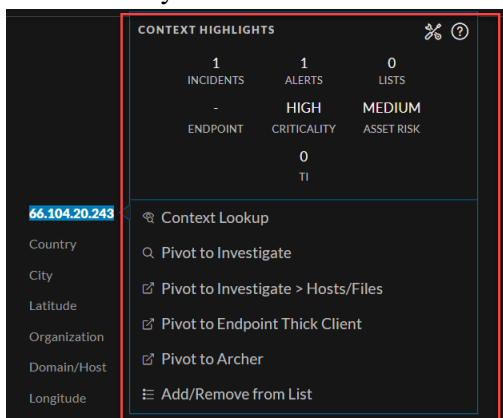 CONTEXT HIGHLIGHTS
1 1 0
INCIDENTS ALERTS LISTS
- HIGH MEDIUM
ENDPOINT CRITICALITY ASSET RISK
0
TI
66.104.20.243
Country
City
Latitude
Organization
Domain/Host
Longitude
Context Lookup
Pivot to Investigate
Pivot to Investigate > Hosts/Files
Pivot to Endpoint Thick Client
Pivot to Archer
Add/Remove from List